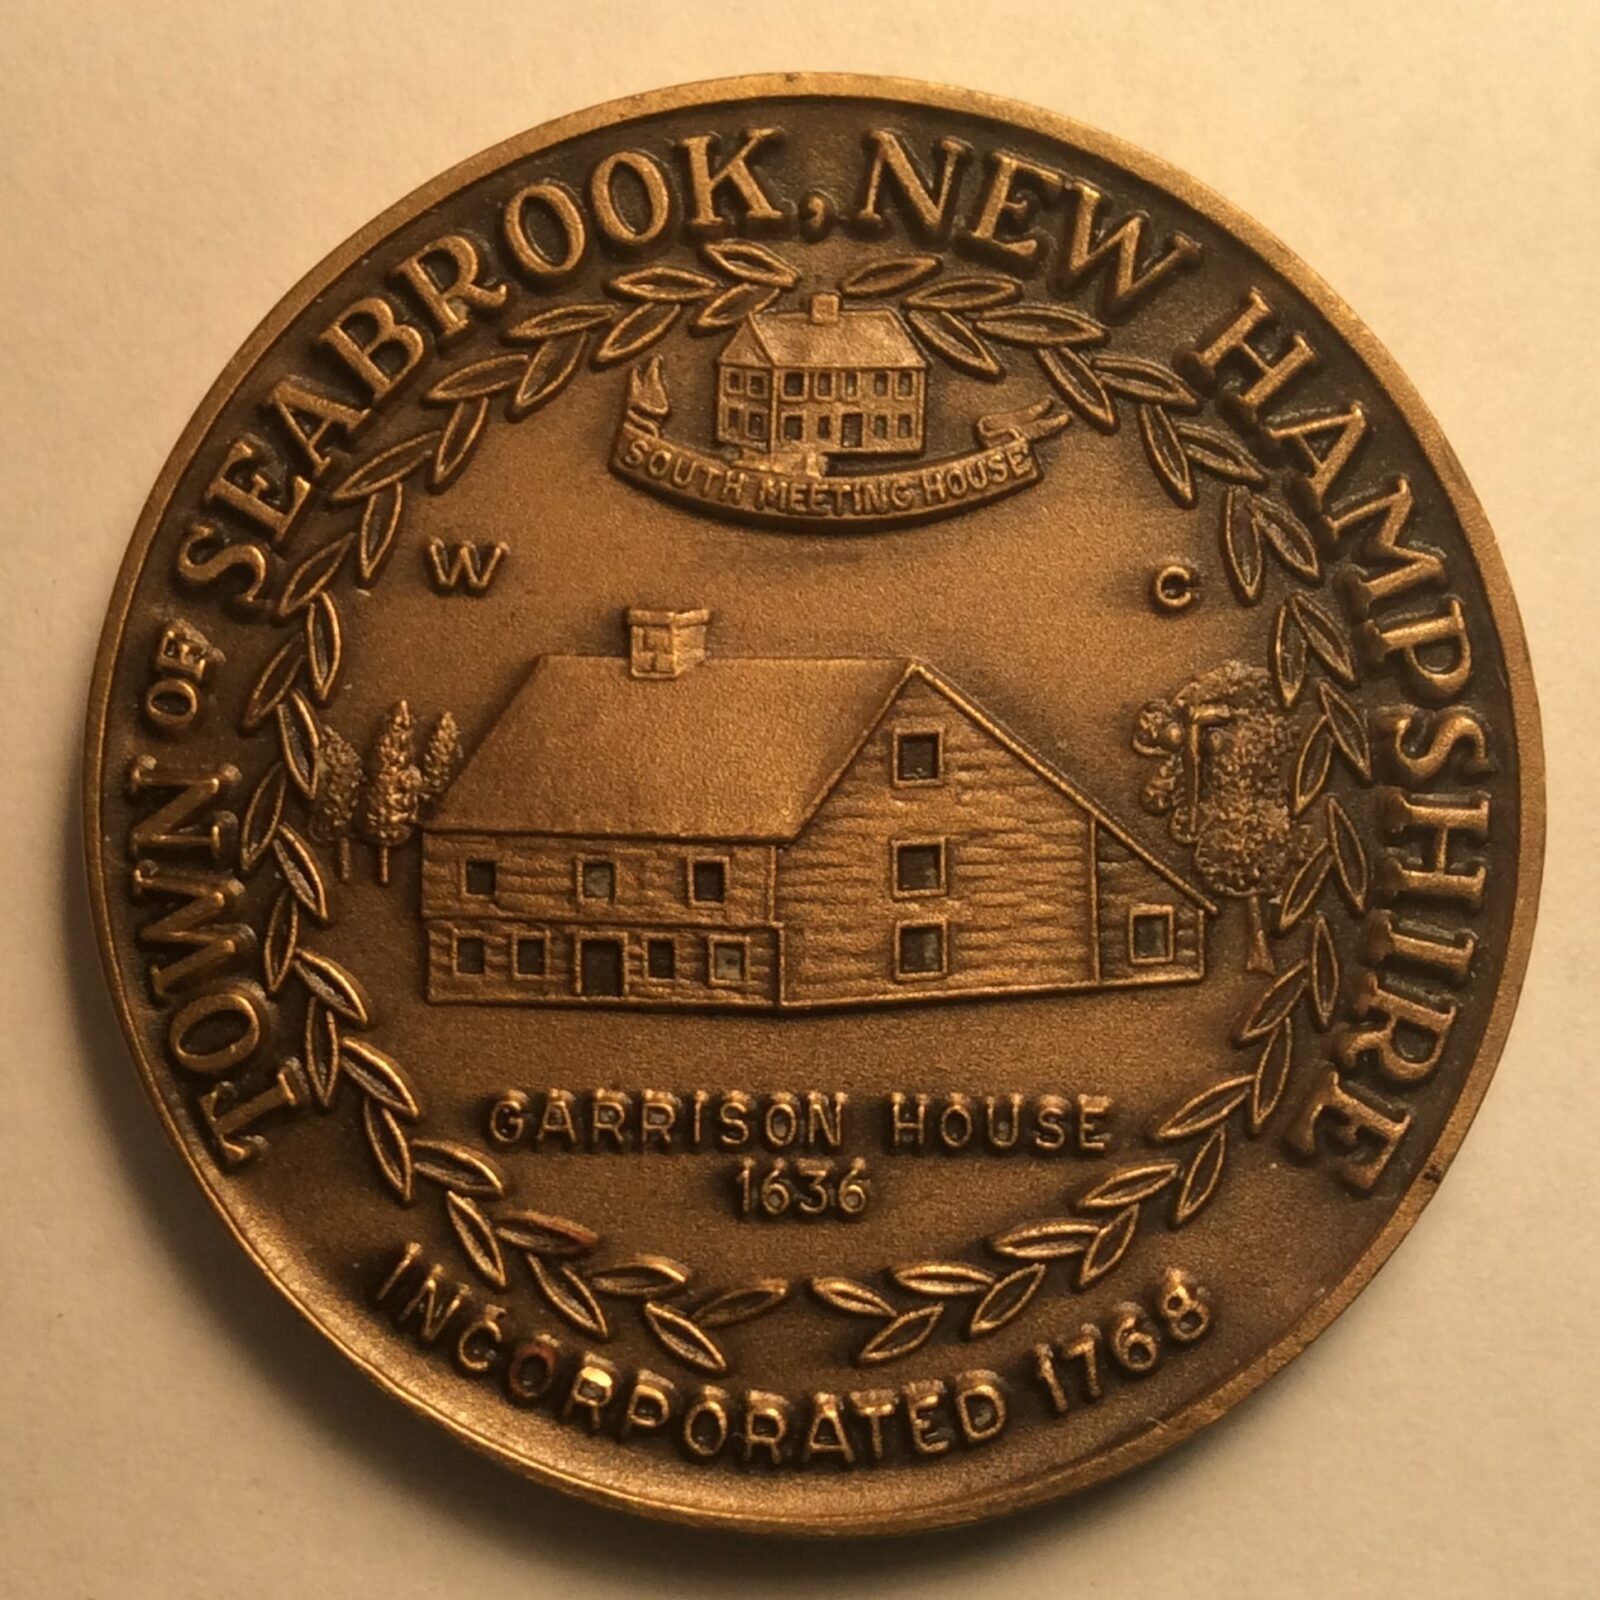 TOWN OF SEABROOK, NEW HAMPSHIRE
SOUTH MEETING HOUSE
W C
GARRISON HOUSE
1636
INCORPORATED 1768